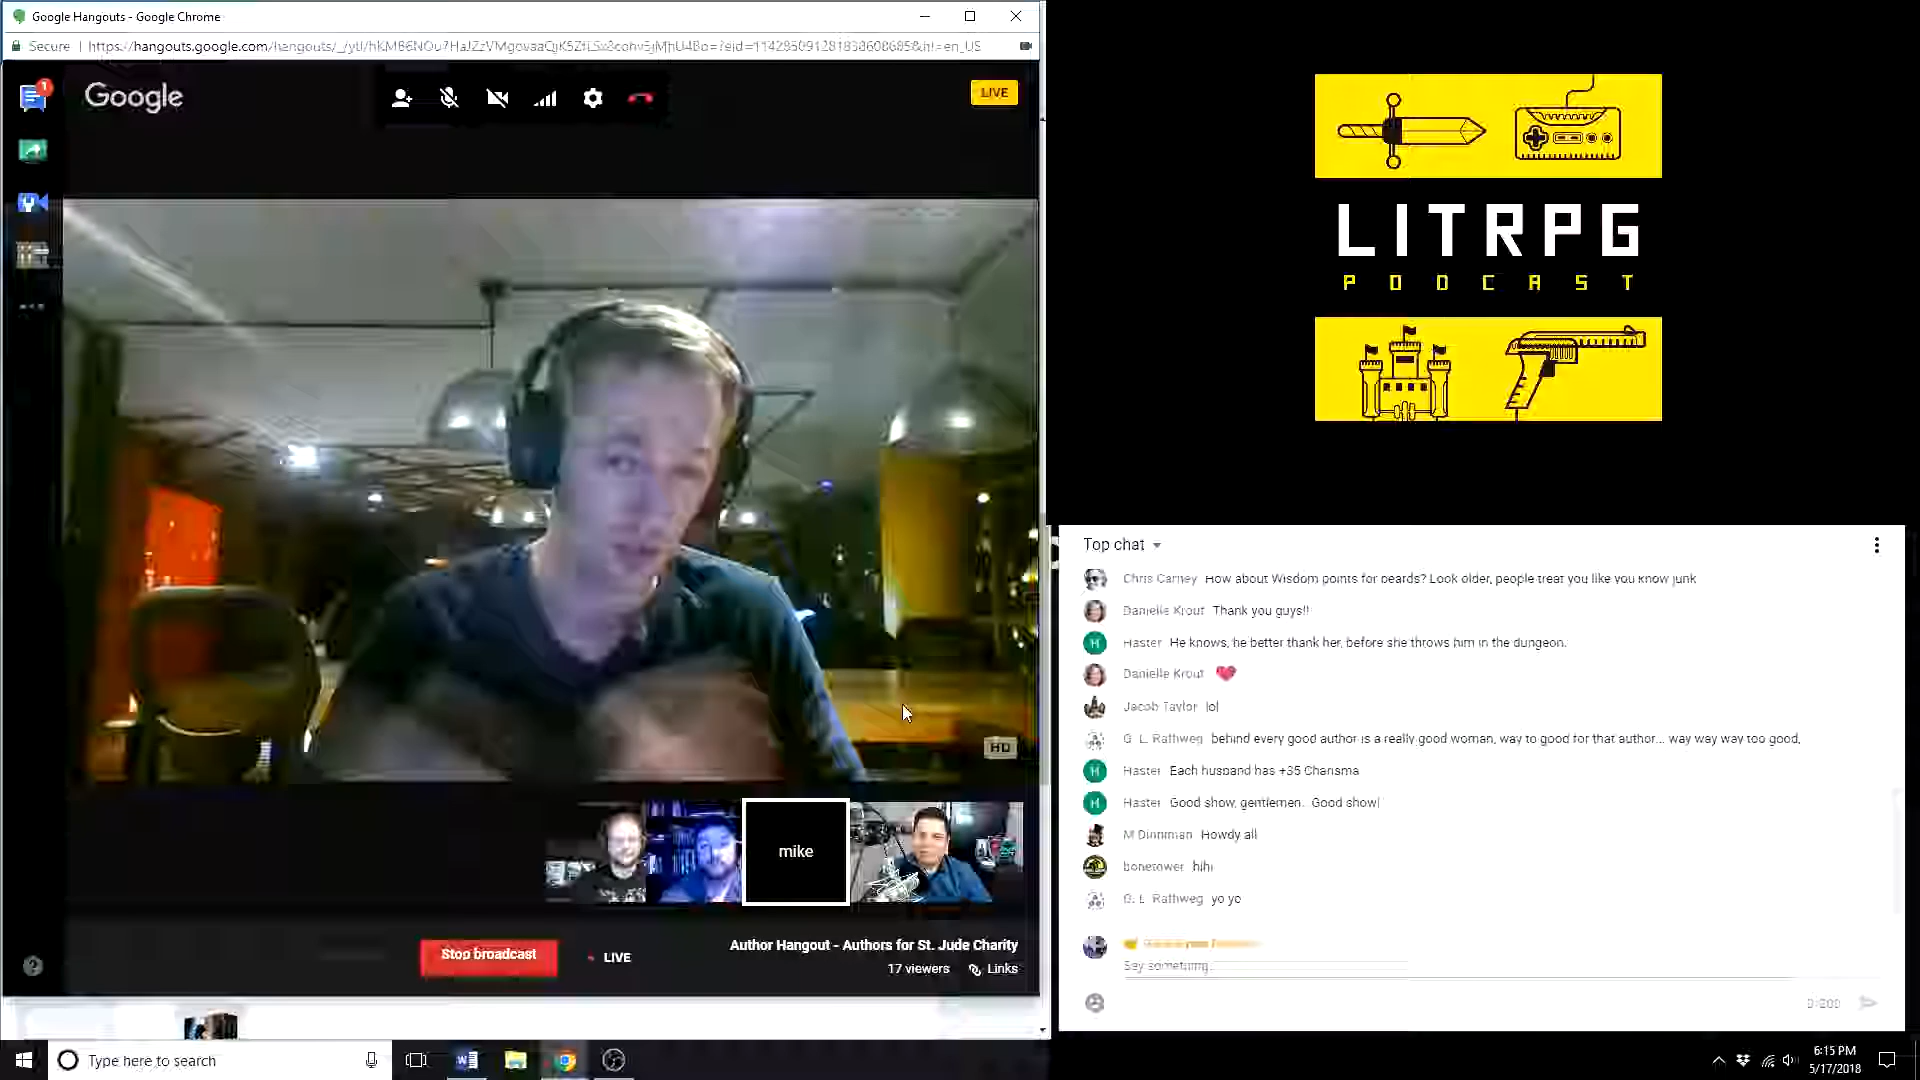 Google Hangouts - Google Chrome
Secure
1
Google
LIVE
HD
mike
Stop broadcast
LIVE
Author Hangout - Authors for St. Jude Charity
17 viewers
Links
LITRPG
PODCAST
Top chat
Chris Carney How about Wisdom points for beards? Look older, people treat you like you know junk
Danielle Krout Thank you guys!!
Haster He knows, he better thank her, before she throws him in the dungeon.
Danielle Krout
Jacob Taylor lol
G. L. Rathweg behind every good author is a really good woman, way to good for that author... way way way too good,
Haster Each husband has +35 Charisma
Haster Good show, gentlemen. Good show!
M Dinniman Howdy all
bonetower hihi
G. L. Rathweg yo yo
Say something...
0/200
Type here to search
6:15 PM
5/17/2018